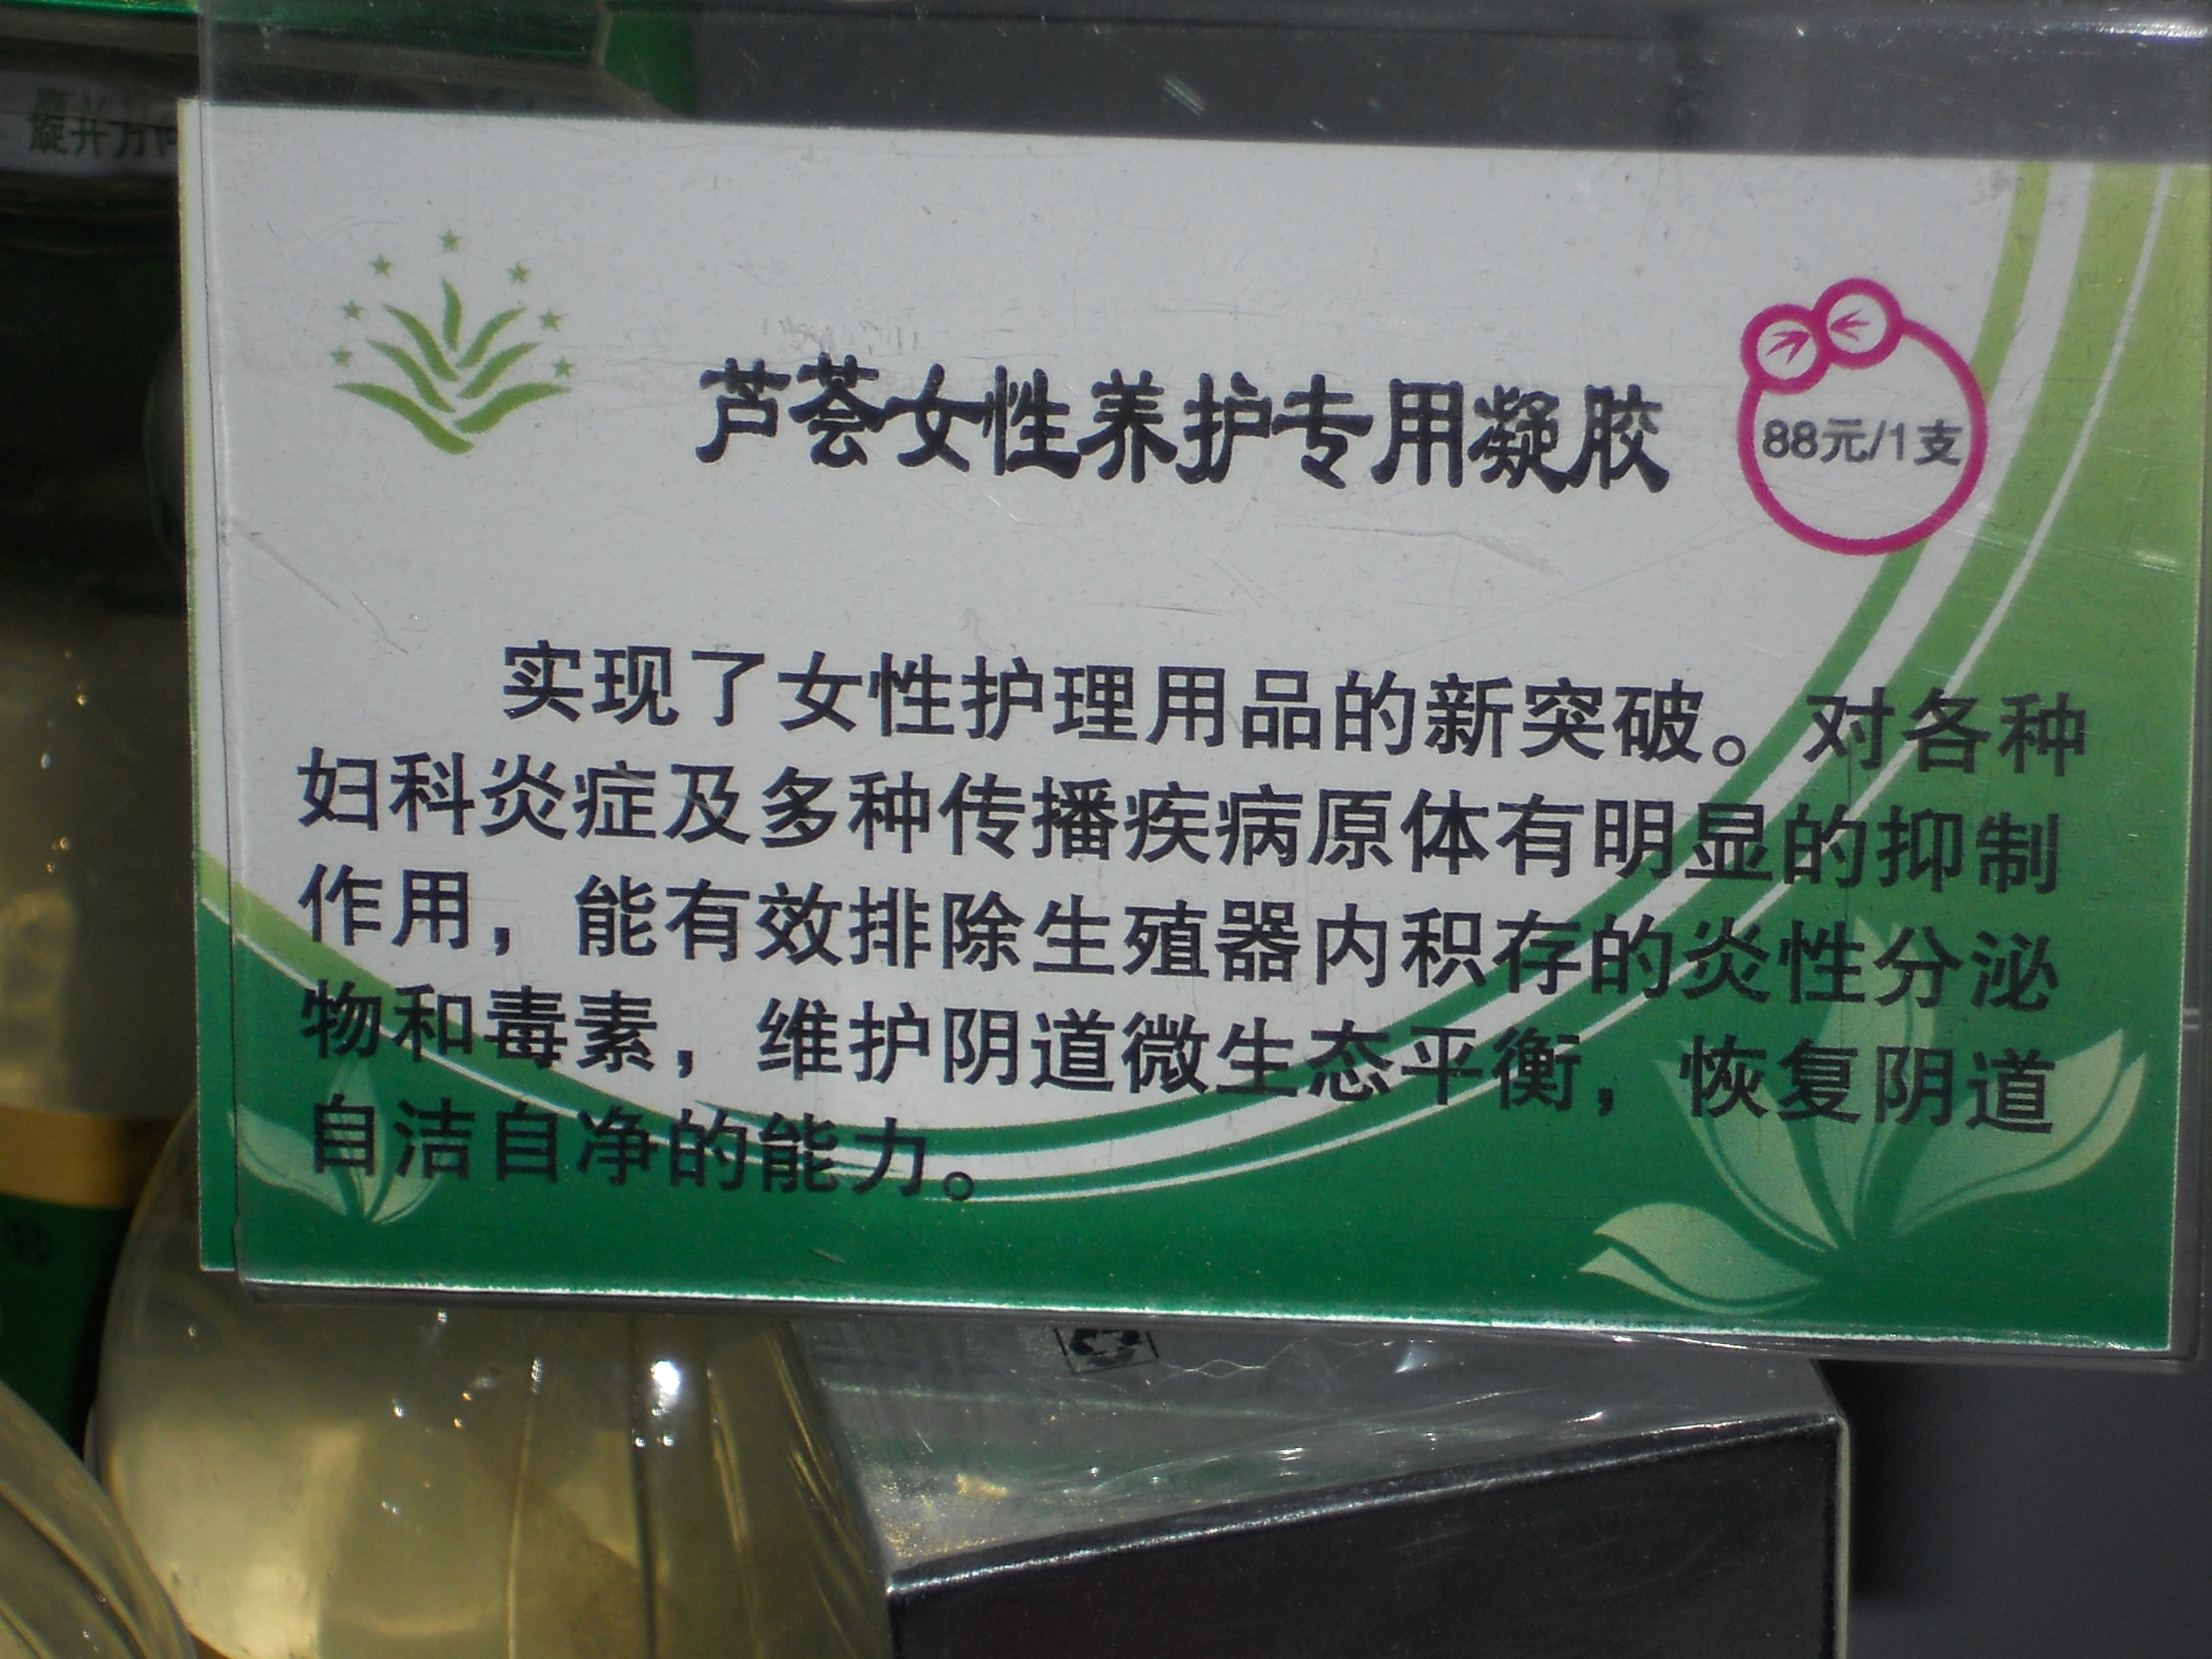 芦荟女性养护专用凝胶
88元/1支
实现了女性护理用品的新突破。对各种
妇科炎症及多种传播疾病原体有明显的抑制
作用，能有效排除生殖器内积存的炎性分泌
物和毒素，维护阴道微生态平衡，恢复阴道
自洁自净的能力。